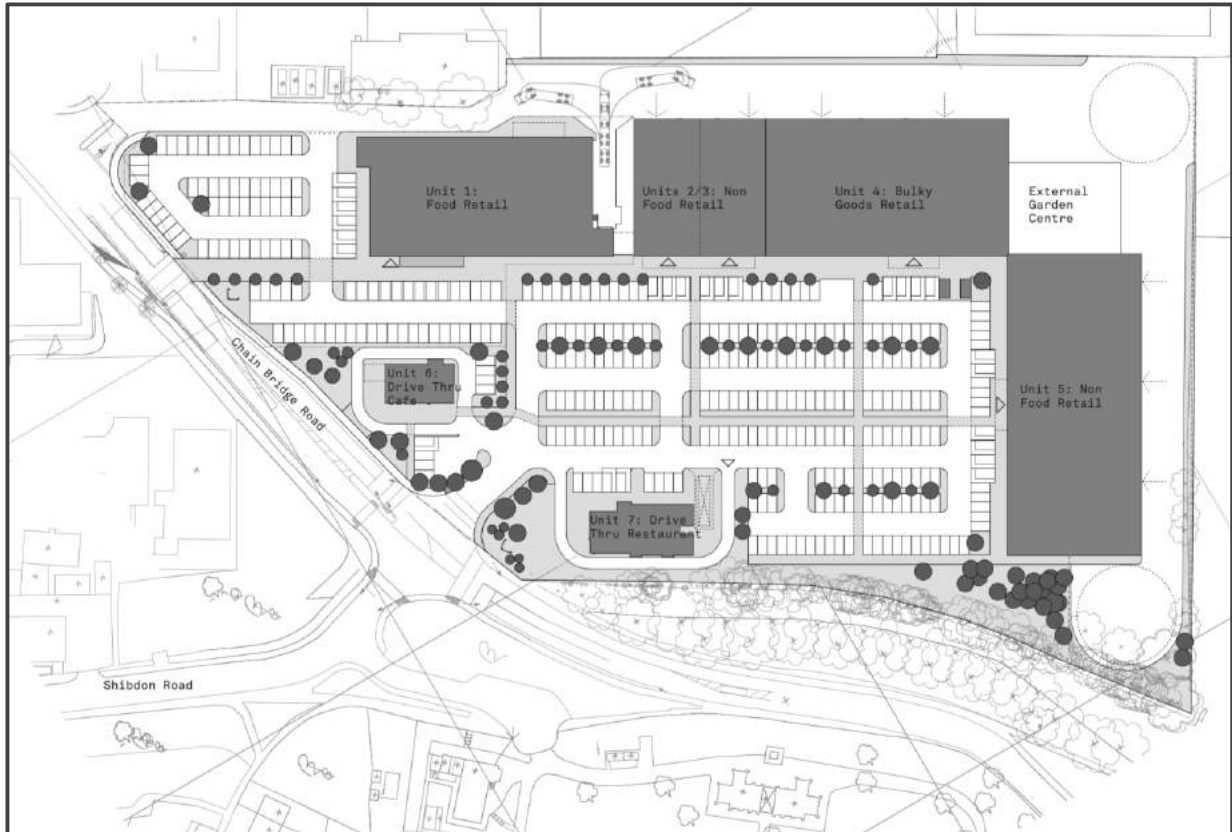 Unit 1:
Food Retail
Units 2/3: Non
Food Retail
Unit 4: Bulky
Goods Retail
External
Garden
Centre
Unit 5: Non
Food Retail
Chain Bridge Road
Unit 6:
Drive Thru
Cafe
Unit 7: Drive
Thru Restaurant
Shibdon Road